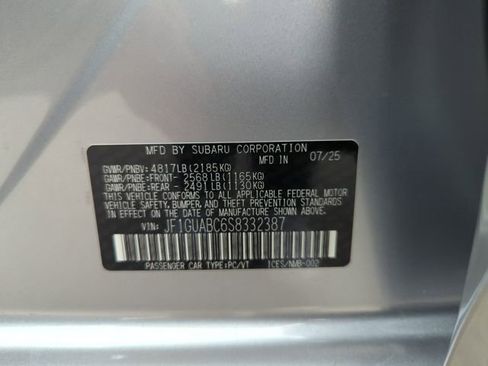 MFD BY SUBARU CORPORATION
MFD IN 07/25
GVWR/PNBV: 4817LB(2185KG)
GAWR/PNBE:FRONT- 2568LB(1165KG)
GAWR/PNBE:REAR - 2491LB(1130KG)
THIS VEHICLE CONFORMS TO ALL APPLICABLE FEDERAL MOTOR
VEHICLE SAFETY, BUMPER, AND THEFT PREVENTION STANDARDS
IN EFFECT ON THE DATE OF MANUFACTURE SHOWN ABOVE.
VIN: JF1GUABC6S8332387
PASSENGER CAR TYPE:PC/VT ICES/NMB-002